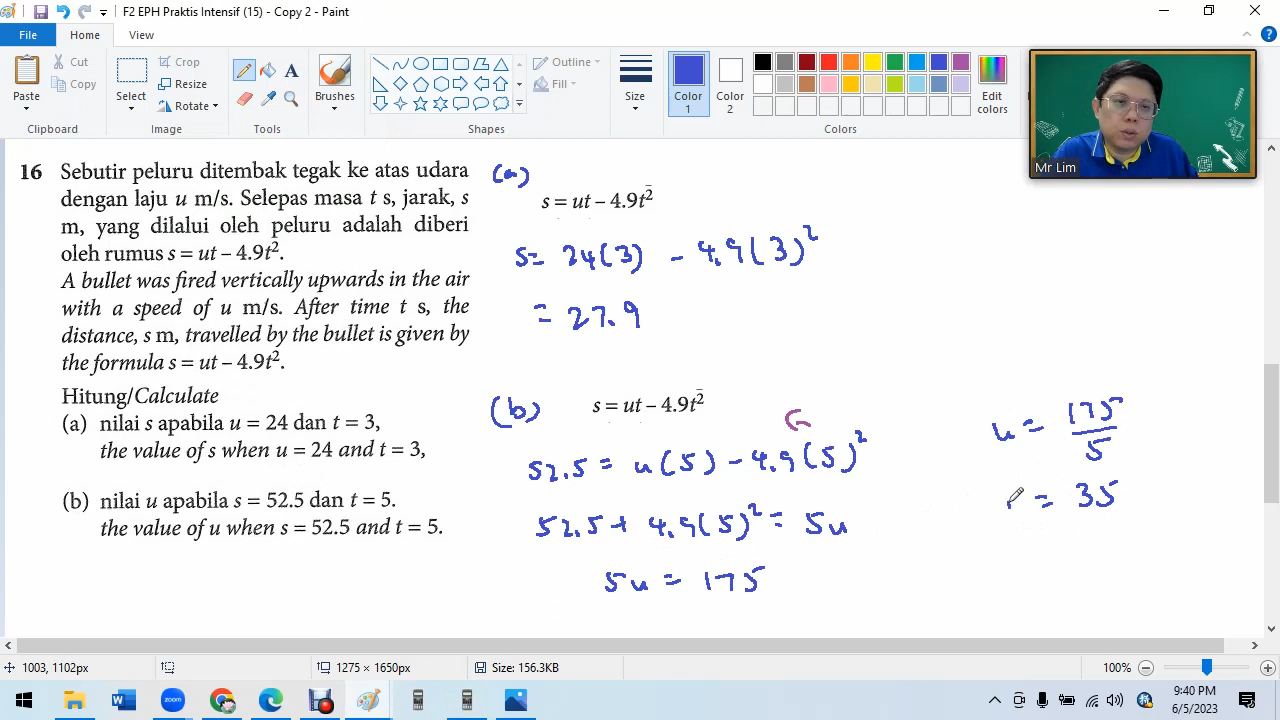 F2 EPH Praktis Intensif (15) - Copy 2 - Paint
File
Home
View
Paste
Cut
Copy
Clipboard
Select
Crop
Resize
Rotate
Image
A
Tools
Brushes
Outline
Fill
Shapes
Size
Color 1
Color 2
Colors
Edit colors
Mr Lim
16 Sebutir peluru ditembak tegak ke atas udara
dengan laju u m/s. Selepas masa t s, jarak, s
m, yang dilalui oleh peluru adalah diberi
oleh rumus s = ut – 4.9t².
A bullet was fired vertically upwards in the air
with a speed of u m/s. After time t s, the
distance, s m, travelled by the bullet is given by
the formula s = ut – 4.9t².
Hitung/Calculate
(a) nilai s apabila u = 24 dan t = 3,
the value of s when u = 24 and t = 3,
(b) nilai u apabila s = 52.5 dan t = 5.
the value of u when s = 52.5 and t = 5.
(a)
s = ut – 4.9t²
s = 24(3) - 4.9(3)²
= 27.9
(b)
s = ut – 4.9t²
52.5 = u(5) - 4.9(5)²
52.5 + 4.9(5)² = 5u
5u = 175
u = 175/5
= 35
1003, 1102px
1275 × 1650px
Size: 156.3KB
100%
9:40 PM
6/5/2023
zoom